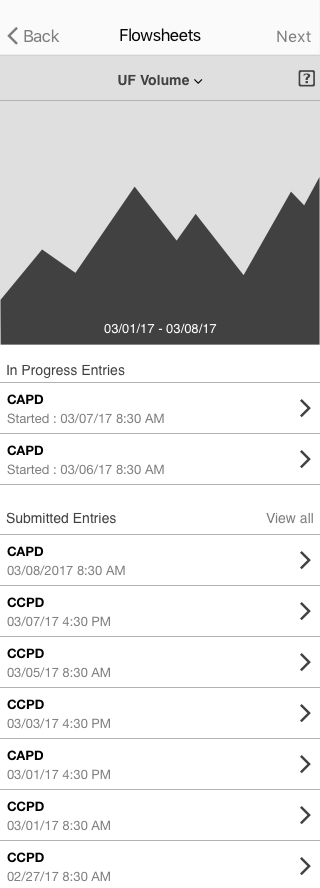 Back Flowsheets Next
UF Volume ?
03/01/17 - 03/08/17
In Progress Entries
CAPD
Started : 03/07/17 8:30 AM
CAPD
Started : 03/06/17 8:30 AM
Submitted Entries View all
CAPD
03/08/2017 8:30 AM
CCPD
03/07/17 4:30 PM
CCPD
03/05/17 8:30 AM
CCPD
03/03/17 4:30 PM
CAPD
03/01/17 4:30 PM
CCPD
03/01/17 8:30 AM
CCPD
02/27/17 8:30 AM